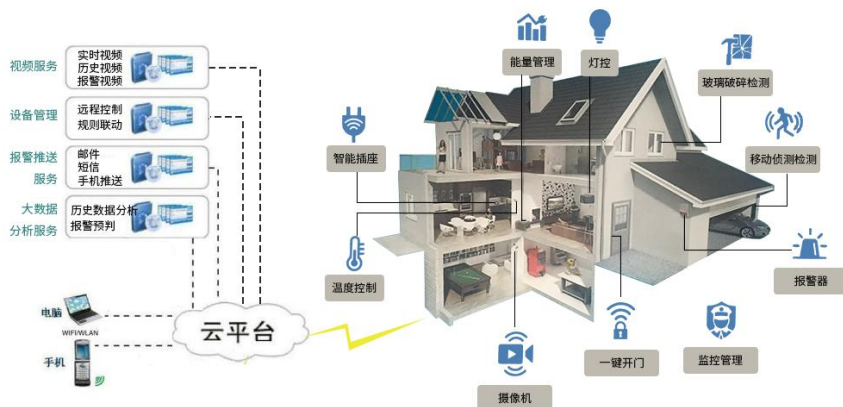 视频服务
实时视频
历史视频
报警视频
设备管理
远程控制
规则联动
报警推送
服务
邮件
短信
手机推送
大数据
分析服务
历史数据分析
报警预判
电脑
WIFI/WLAN
手机
云平台
能量管理
灯控
玻璃破碎检测
智能插座
移动侦测检测
温度控制
报警器
摄像机
一键开门
监控管理